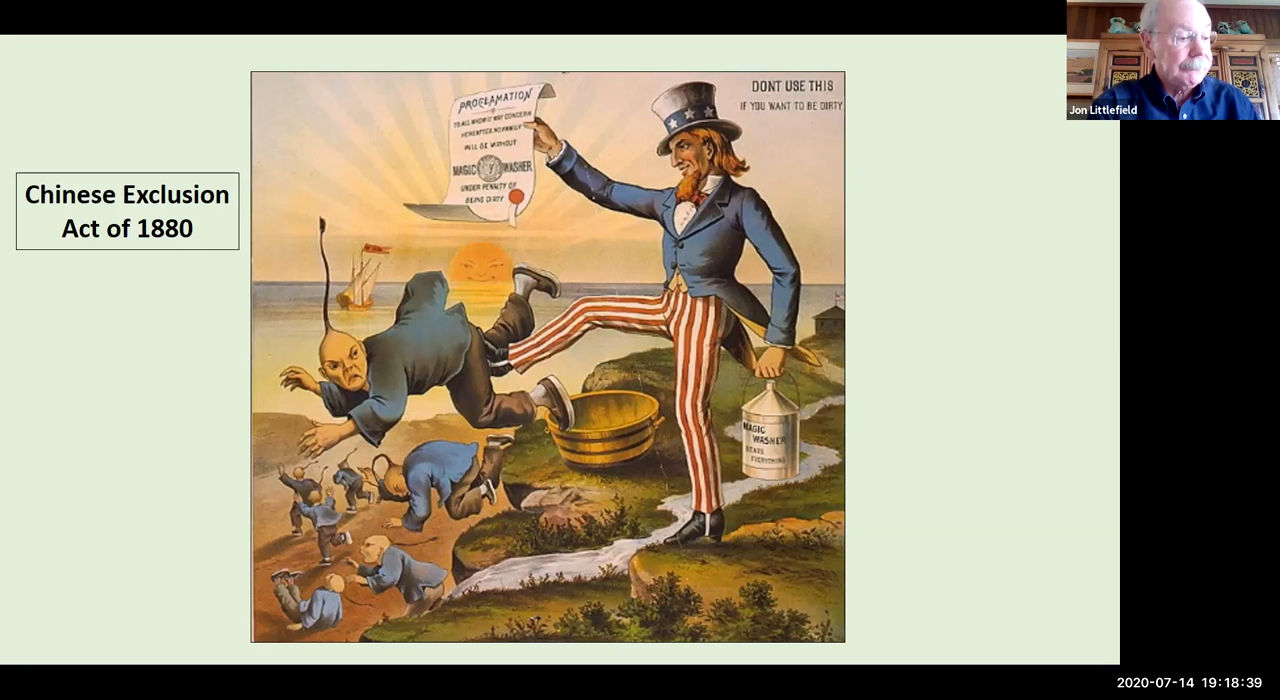 Chinese Exclusion
Act of 1880
PROCLAMATION
TO ALL WHOM IT MAY CONCERN
HEREAFTER, NO FAMILY
WILL BE WITHOUT
MAGIC WASHER
UNDER PENALTY OF
BEING DIRTY
DONT USE THIS
IF YOU WANT TO BE DIRTY
MAGIC
WASHER
EVERYTHING
Jon Littlefield
2020-07-14 19:18:39